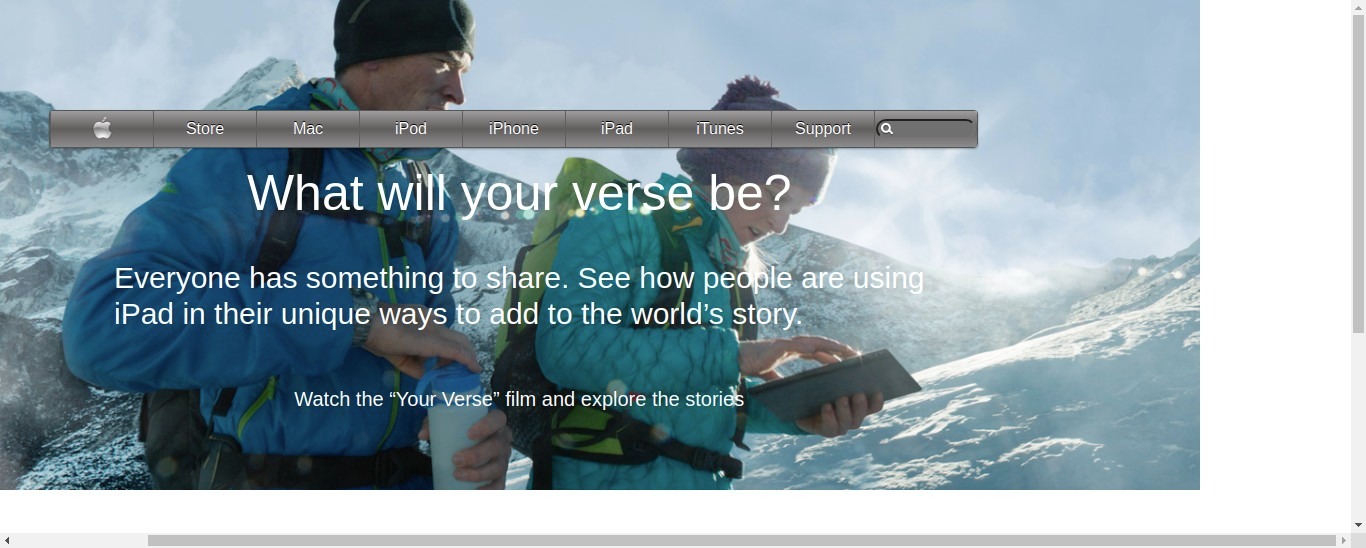 Store Mac iPod iPhone iPad iTunes Support
What will your verse be?
Everyone has something to share. See how people are using
iPad in their unique ways to add to the world’s story.
Watch the “Your Verse” film and explore the stories